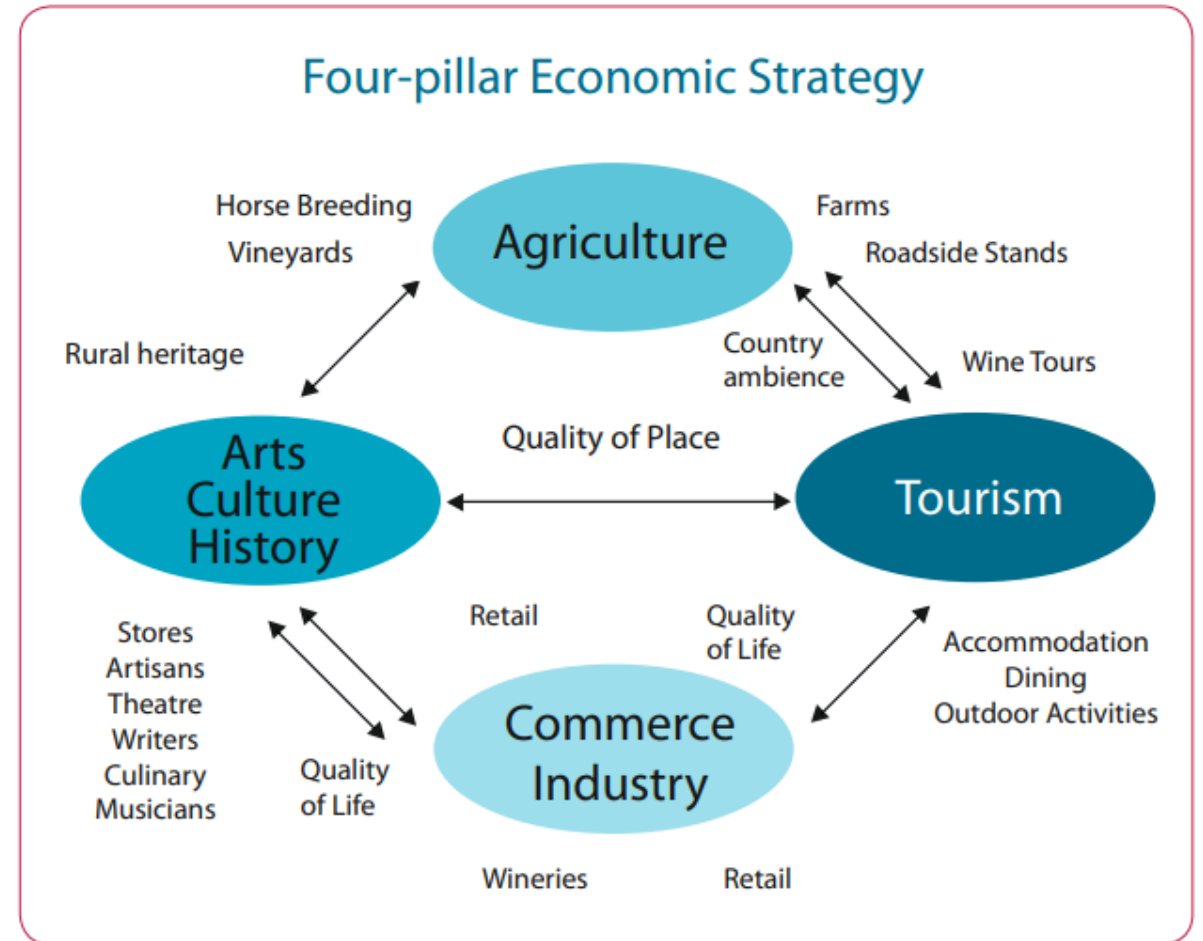 Four-pillar Economic Strategy
Horse Breeding
Vineyards
Agriculture
Farms
Roadside Stands
Rural heritage
Country
ambience
Wine Tours
Quality of Place
Arts
Culture
History
Tourism
Stores
Artisans
Theatre
Writers
Culinary
Musicians
Quality
of Life
Retail
Quality
of Life
Commerce
Industry
Accommodation
Dining
Outdoor Activities
Wineries
Retail